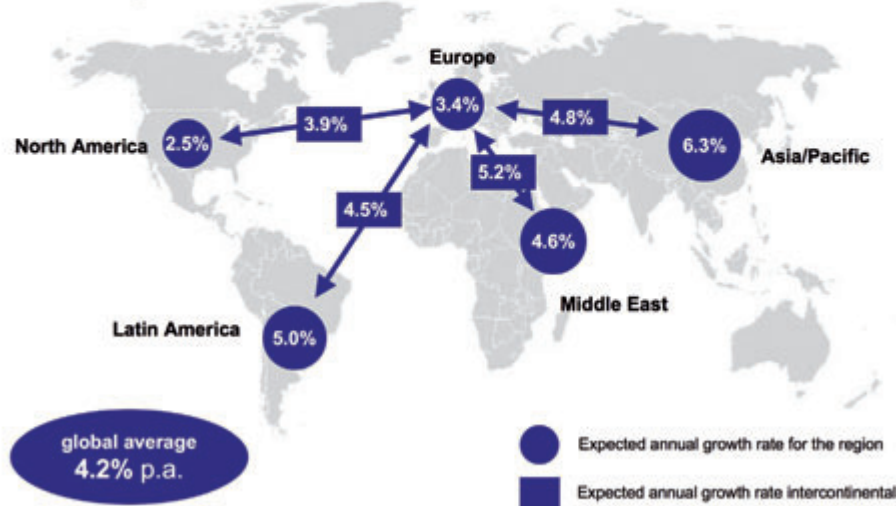 Europe
3.4%
North America
2.5%
3.9%
4.8%
6.3%
Asia/Pacific
5.2%
4.5%
4.6%
Middle East
Latin America
5.0%
global average
4.2% p.a.
Expected annual growth rate for the region
Expected annual growth rate intercontinental